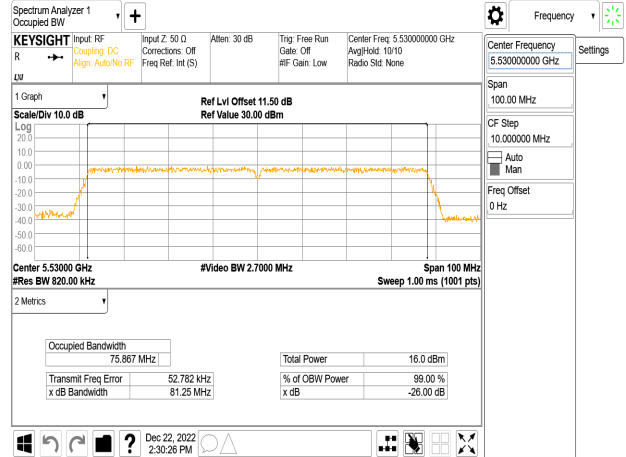 Spectrum Analyzer 1
Occupied BW
Frequency
KEYSIGHT
R
Input: RF
Coupling: DC
Align: Auto/No RF
Input Z: 50 Ω
Corrections: Off
Freq Ref: Int (S)
Atten: 30 dB
Trig: Free Run
Gate: Off
#IF Gain: Low
Center Freq: 5.530000000 GHz
Avg|Hold: 10/10
Radio Std: None
Center Frequency
5.530000000 GHz
Settings
Span
100.00 MHz
CF Step
10.000000 MHz
Auto
Man
Freq Offset
0 Hz
1 Graph
Scale/Div 10.0 dB
Ref Lvl Offset 11.50 dB
Ref Value 30.00 dBm
Log
20.0
10.0
0.00
-10.0
-20.0
-30.0
-40.0
-50.0
-60.0
Center 5.53000 GHz
#Res BW 820.00 kHz
#Video BW 2.7000 MHz
Span 100 MHz
Sweep 1.00 ms (1001 pts)
2 Metrics
Occupied Bandwidth
75.867 MHz
Transmit Freq Error 52.782 kHz
x dB Bandwidth 81.25 MHz
Total Power 16.0 dBm
% of OBW Power 99.00 %
x dB -26.00 dB
?
Dec 22, 2022
2:30:26 PM